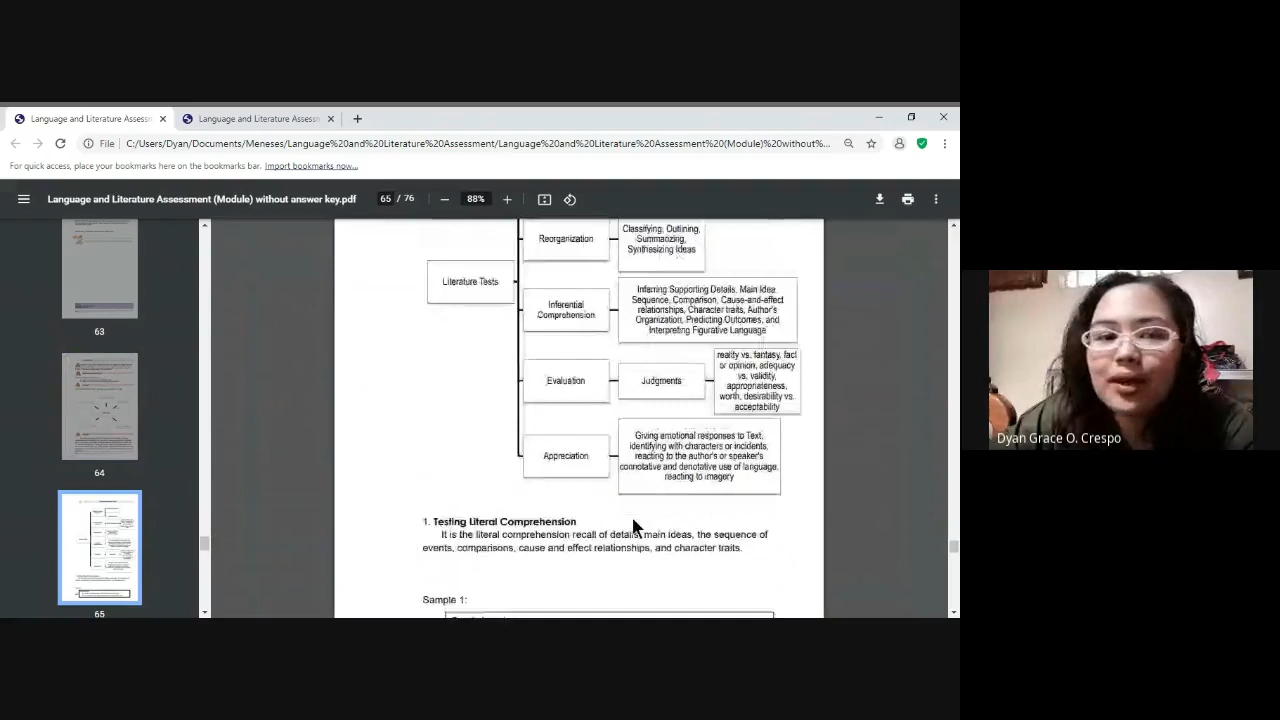 Language and Literature Assessm
Language and Literature Assessm
File
C:/Users/Dyan/Documents/Meneses/Language%20and%20Literature%20Assessment/Language%20and%20Literature%20Assessment%20(Module)%20without%...
For quick access, place your bookmarks here on the bookmarks bar. Import bookmarks now...
Language and Literature Assessment (Module) without answer key.pdf
65 / 76
88%
63
64
65
Literature Tests
Reorganization
Classifying, Outlining,
Summarizing,
Synthesizing Ideas
Inferential
Comprehension
Inferring Supporting Details, Main Idea,
Sequence, Comparison, Cause-and-effect
relationships, Character traits, Author's
Organization, Predicting Outcomes, and
Interpreting Figurative Language
Evaluation
Judgments
reality vs. fantasy, fact
or opinion, adequacy
vs. validity,
appropriateness,
worth, desirability vs.
acceptability
Appreciation
Giving emotional responses to Text,
identifying with characters or incidents,
reacting to the author's or speaker's
connotative and denotative use of language,
reacting to imagery
1. Testing Literal Comprehension
It is the literal comprehension recall of details, main ideas, the sequence of
events, comparisons, cause and effect relationships, and character traits.
Sample 1:
Dyan Grace O. Crespo